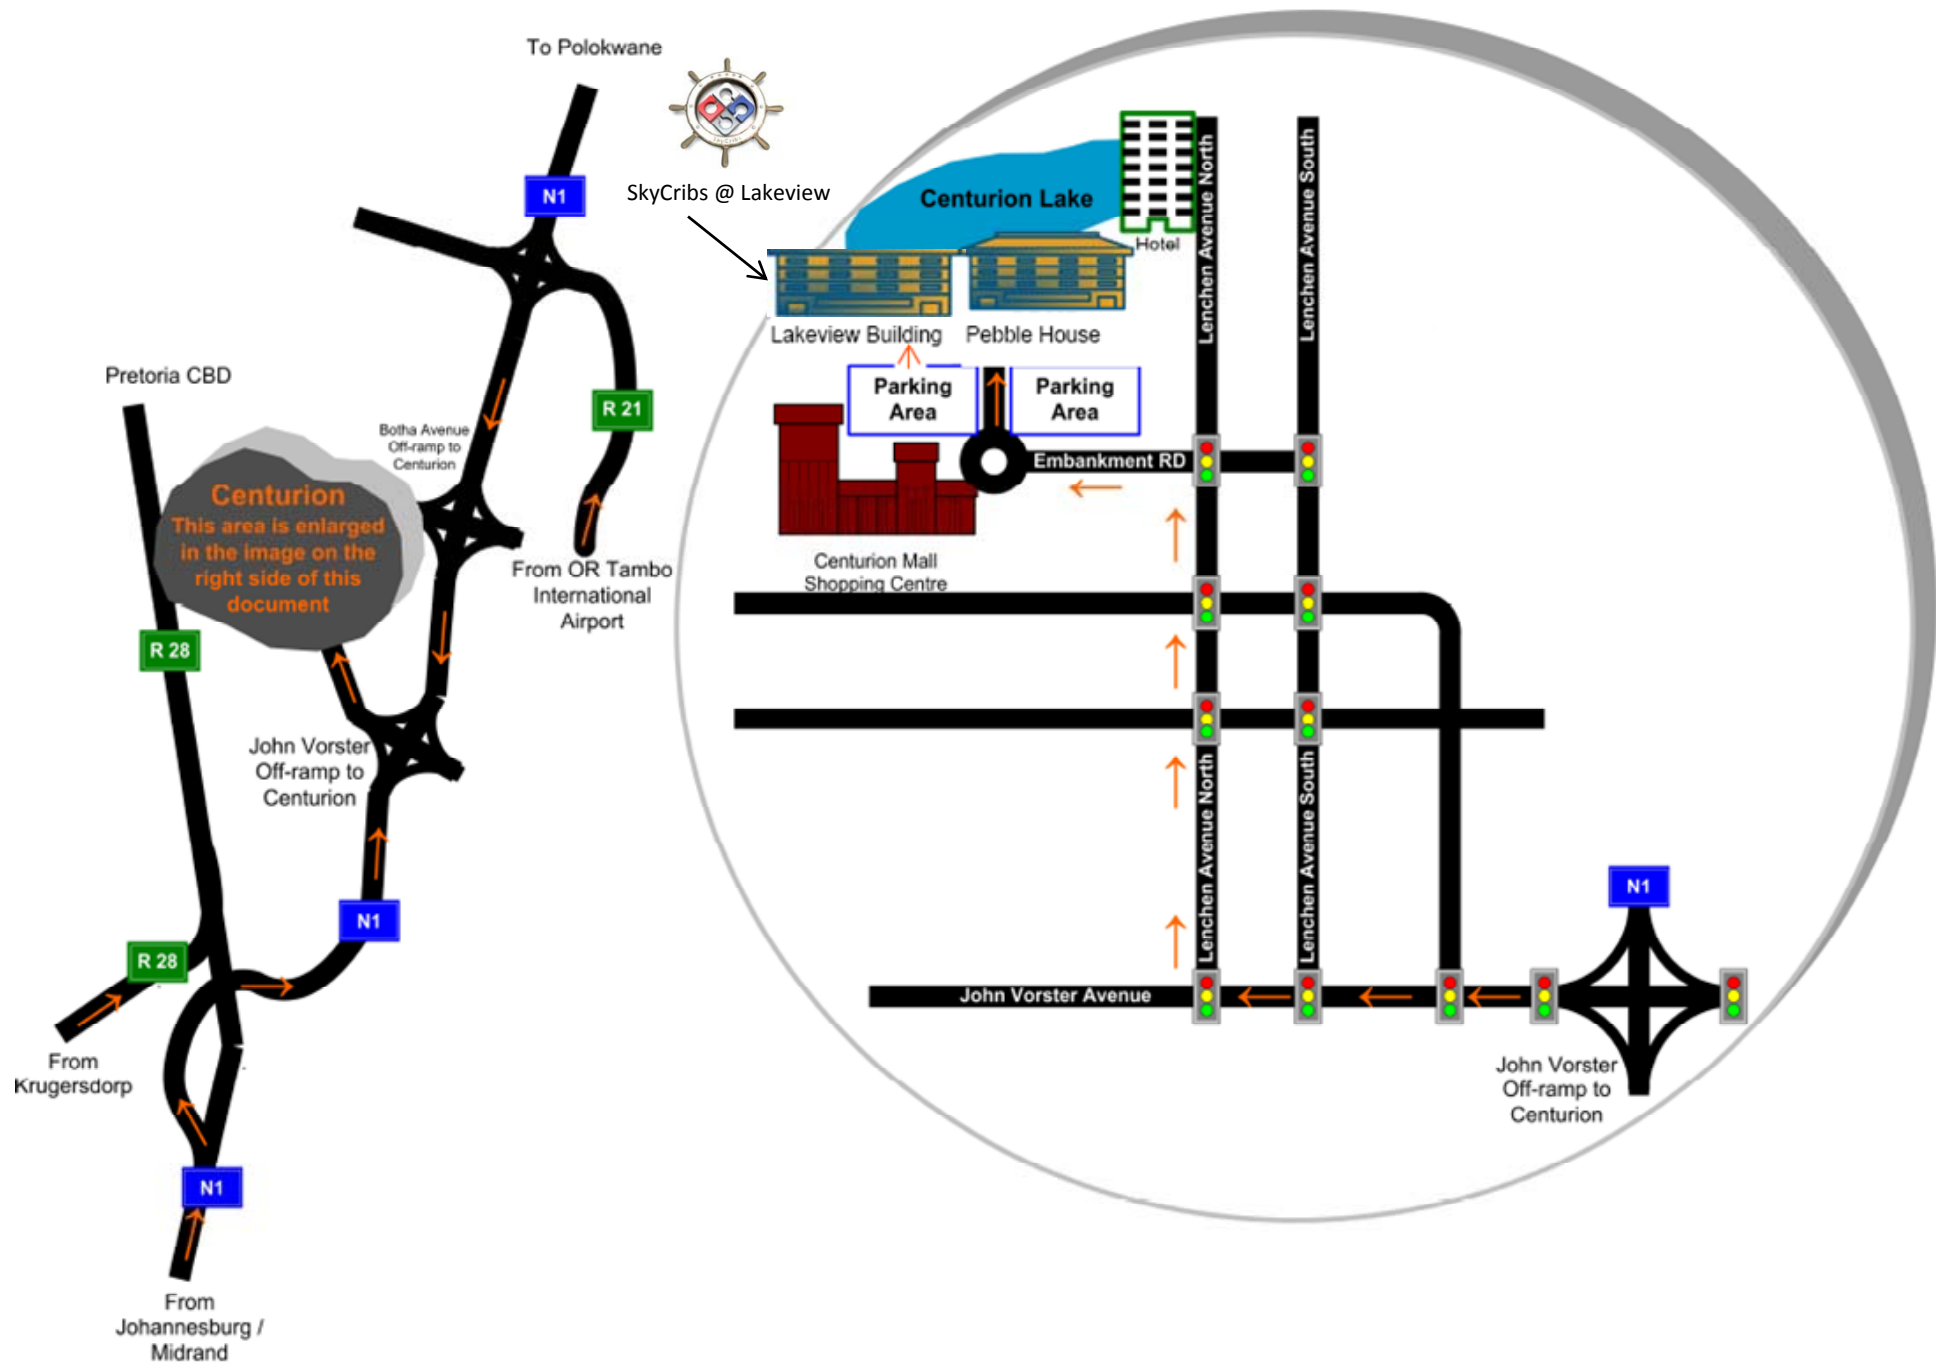 To Polokwane
N1
SkyCribs @ Lakeview
R 21
Pretoria CBD
Botha Avenue
Off-ramp to
Centurion
Centurion
This area is enlarged
in the image on the
right side of this
document
From OR Tambo
International
Airport
R 28
John Vorster
Off-ramp to
Centurion
N1
R 28
From
Krugersdorp
N1
From
Johannesburg /
Midrand
Centurion Lake
Hotel
Lenchen Avenue North
Lenchen Avenue South
Lakeview Building
Pebble House
Parking
Area
Parking
Area
Embankment RD
Centurion Mall
Shopping Centre
Lenchen Avenue North
Lenchen Avenue South
N1
John Vorster Avenue
John Vorster
Off-ramp to
Centurion